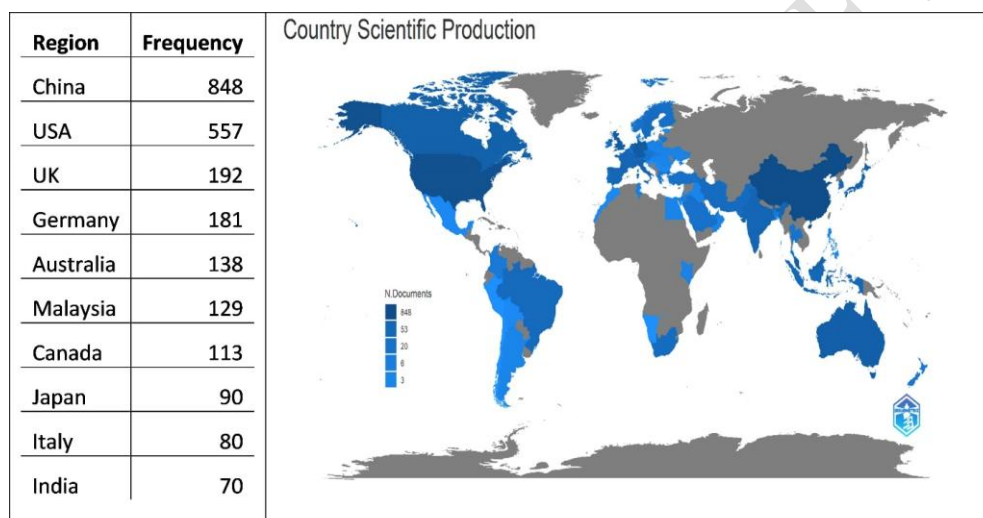 Region Frequency
China 848
USA 557
UK 192
Germany 181
Australia 138
Malaysia 129
Canada 113
Japan 90
Italy 80
India 70
Country Scientific Production
N.Documents
848
53
20
6
3